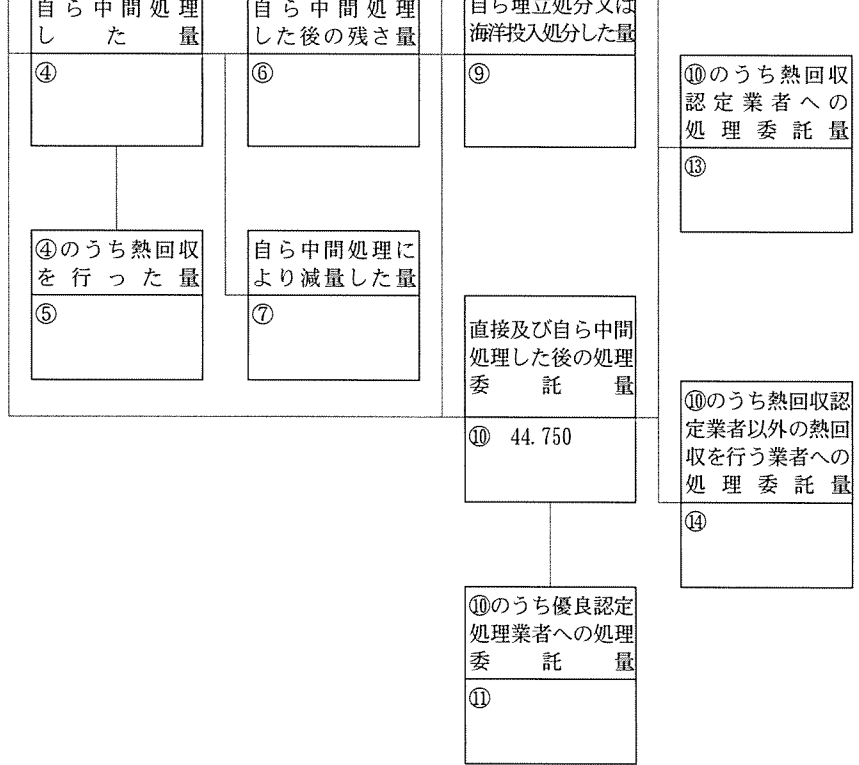 自ら中間処理
した量
④
自ら中間処理
した後の残さ量
⑥
自ら埋立処分又は
海洋投入処分した量
⑨
⑩のうち熱回収
認定業者への
処理委託量
⑬
④のうち熱回収
を行った量
⑤
自ら中間処理に
より減量した量
⑦
直接及び自ら中間
処理した後の処理
委託量
⑩ 44.750
⑩のうち熱回収認
定業者以外の熱回
収を行う業者への
処理委託量
⑭
⑩のうち優良認定
処理業者への処理
委託量
⑪